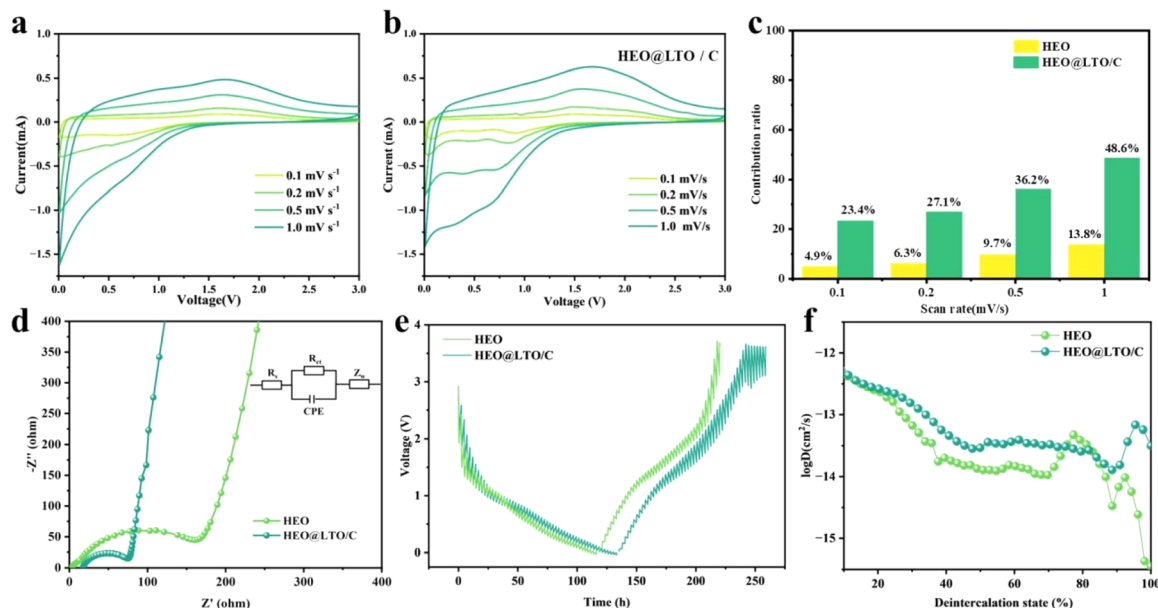 a
1.0
0.5
0.0
−0.5
−1.0
−1.5
Current(mA)
0.1 mV s-1
0.2 mV s-1
0.5 mV s-1
1.0 mV s-1
0.0 0.5 1.0 1.5 2.0 2.5 3.0
Voltage(V)
b
HEO@LTO / C
1.0
0.5
0.0
−0.5
−1.0
−1.5
Current (mA)
0.1 mV/s
0.2 mV/s
0.5 mV/s
1.0 mV/s
0.0 0.5 1.0 1.5 2.0 2.5 3.0
Voltage (V)
c
100
80
60
40
20
0
Contribution ratio
HEO
HEO@LTO/C
4.9% 23.4% 6.3% 27.1% 9.7% 36.2% 13.8% 48.6%
0.1 0.2 0.5 1
Scan rate(mV/s)
d
400
350
300
250
200
150
100
50
0
-Z'' (ohm)
Rs Rct Zw
CPE
HEO
HEO@LTO/C
0 100 200 300 400
Z' (ohm)
e
4
3
2
1
0
Voltage (V)
HEO
HEO@LTO/C
0 50 100 150 200 250
Time (h)
f
−12
−13
−14
−15
logD(cm2/s)
HEO
HEO@LTO/C
20 40 60 80 100
Deintercalation state (%)